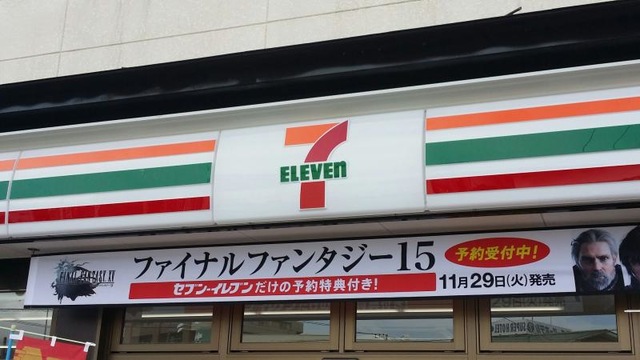 7
ELEVEn
FINAL FANTASY XV
ファイナルファンタジー15
予約受付中!
セブン-イレブンだけの予約特典付き!
11月29日(火)発売
SUPER HOTEL